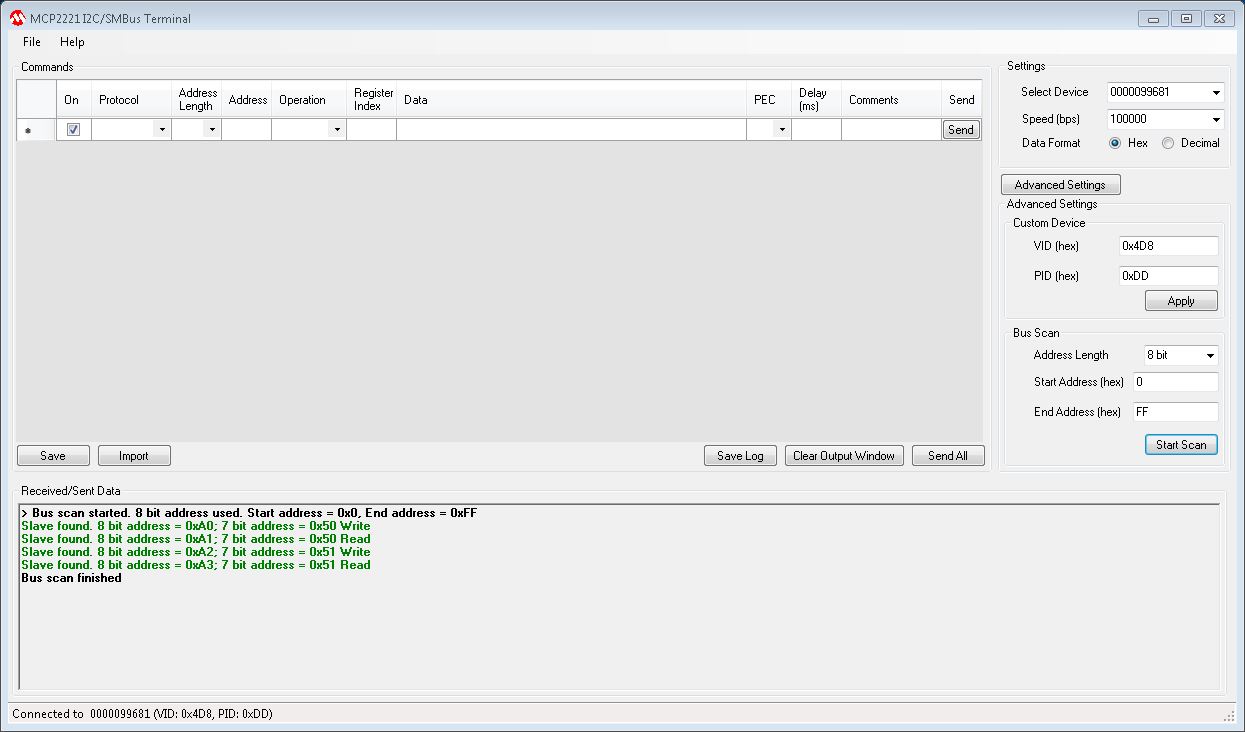 MCP2221 I2C/SMBus Terminal
File Help
Commands
On Protocol Address Length Address Operation Register Index Data PEC Delay (ms) Comments Send
* Send
Save Import Save Log Clear Output Window Send All
Settings
Select Device 0000099681
Speed (bps) 100000
Data Format Hex Decimal
Advanced Settings
Advanced Settings
Custom Device
VID (hex) 0x4D8
PID (hex) 0xDD
Apply
Bus Scan
Address Length 8 bit
Start Address (hex) 0
End Address (hex) FF
Start Scan
Received/Sent Data
> Bus scan started. 8 bit address used. Start address = 0x0, End address = 0xFF
Slave found. 8 bit address = 0xA0; 7 bit address = 0x50 Write
Slave found. 8 bit address = 0xA1; 7 bit address = 0x50 Read
Slave found. 8 bit address = 0xA2; 7 bit address = 0x51 Write
Slave found. 8 bit address = 0xA3; 7 bit address = 0x51 Read
Bus scan finished
Connected to 0000099681 (VID: 0x4D8, PID: 0xDD)